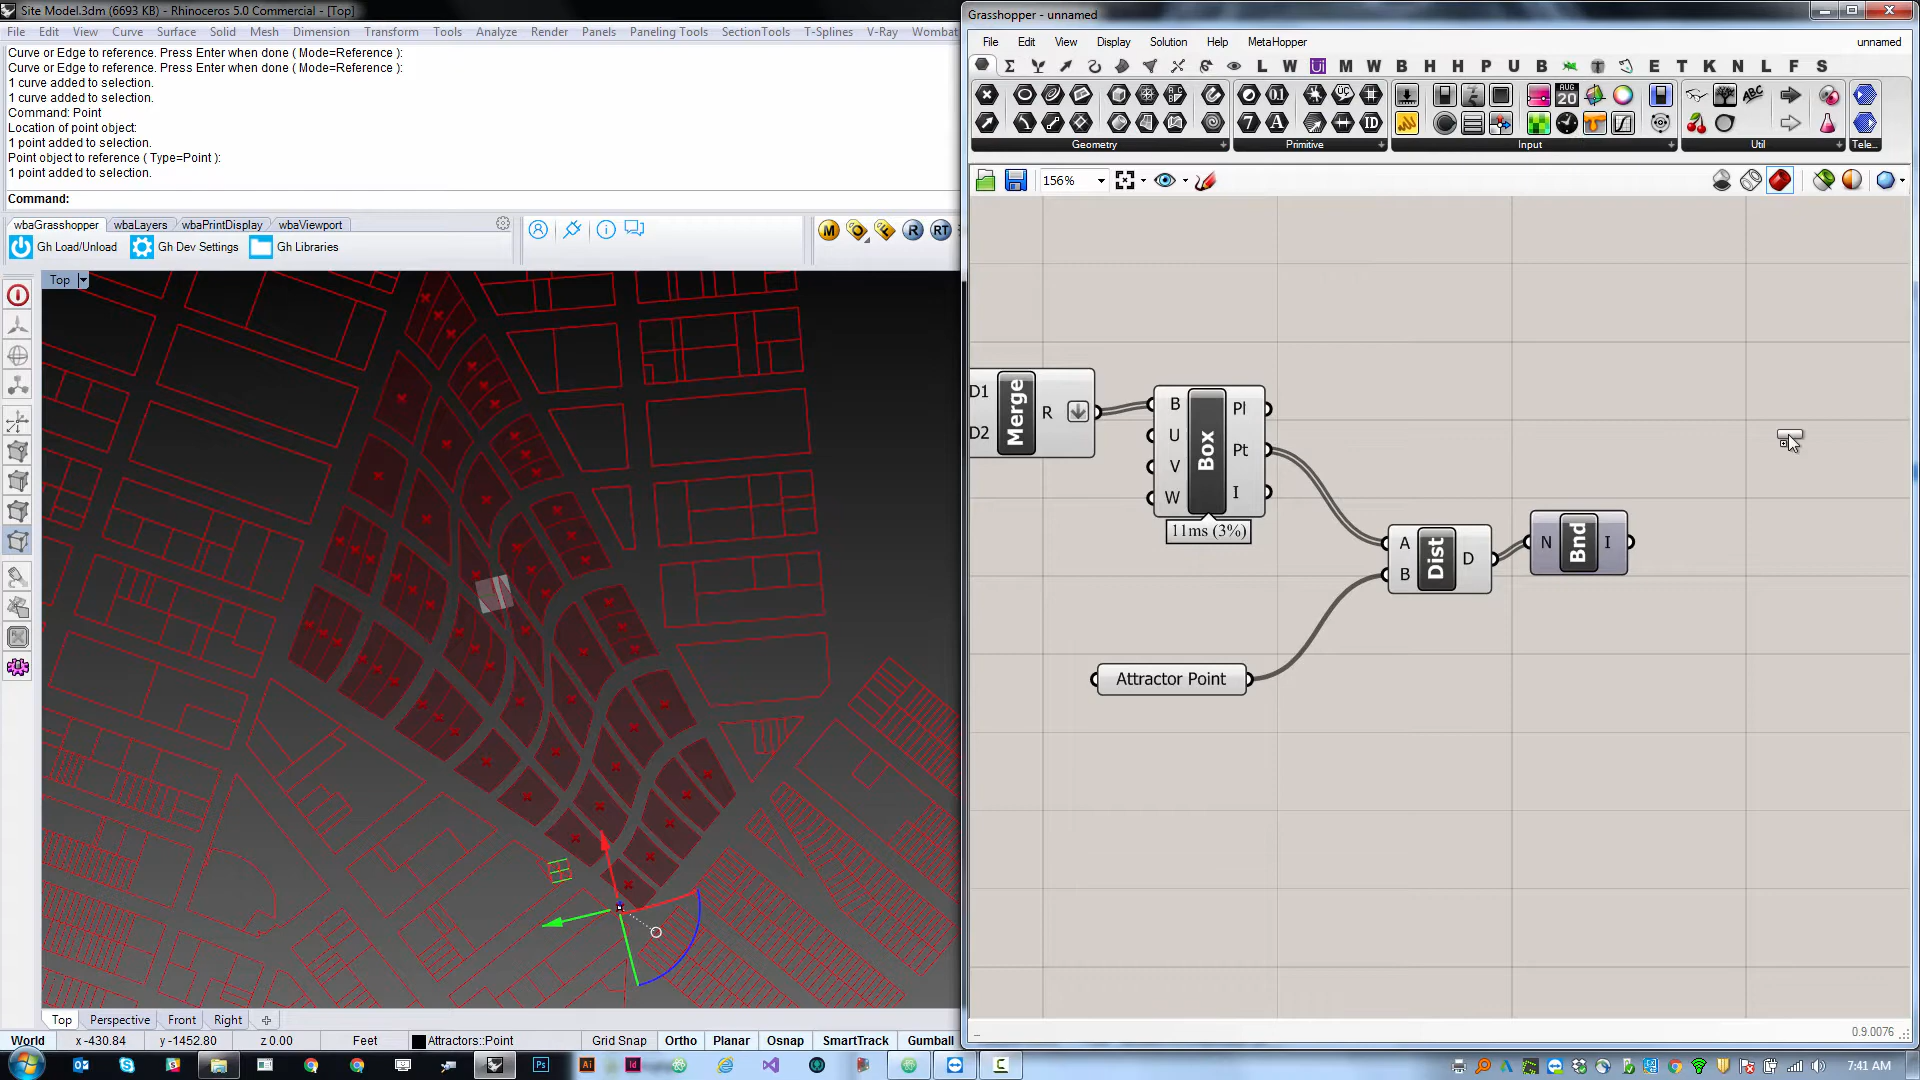 Site Model.3dm (6693 KB) - Rhinoceros 5.0 Commercial - [Top]
File Edit View Curve Surface Solid Mesh Dimension Transform Tools Analyze Render Panels Paneling Tools SectionTools T-Splines V-Ray Wombat
Curve or Edge to reference. Press Enter when done ( Mode=Reference ):
Curve or Edge to reference. Press Enter when done ( Mode=Reference ):
1 curve added to selection.
1 curve added to selection.
Command: Point
Location of point object:
1 point added to selection.
Point object to reference ( Type=Point ):
1 point added to selection.
Command:
wbaGrasshopper wbaLayers wbaPrintDisplay wbaViewport
Gh Load/Unload Gh Dev Settings Gh Libraries
M R RT
Top
Top Perspective Front Right
World x -430.84 y -1452.80 z 0.00 Feet Attractors::Point Grid Snap Ortho Planar Osnap SmartTrack Gumball
Grasshopper - unnamed
File Edit View Display Solution Help MetaHopper unnamed
L W Ui M W B H H P U B E T K N L F S
Geometry Primitive Input Util Tele...
156%
D1
D2
Merge
R
B
U
V
W
Box
Pl
Pt
I
11ms (3%)
A
B
Dist
D
N
Bnd
I
Attractor Point
0.9.0076
7:41 AM